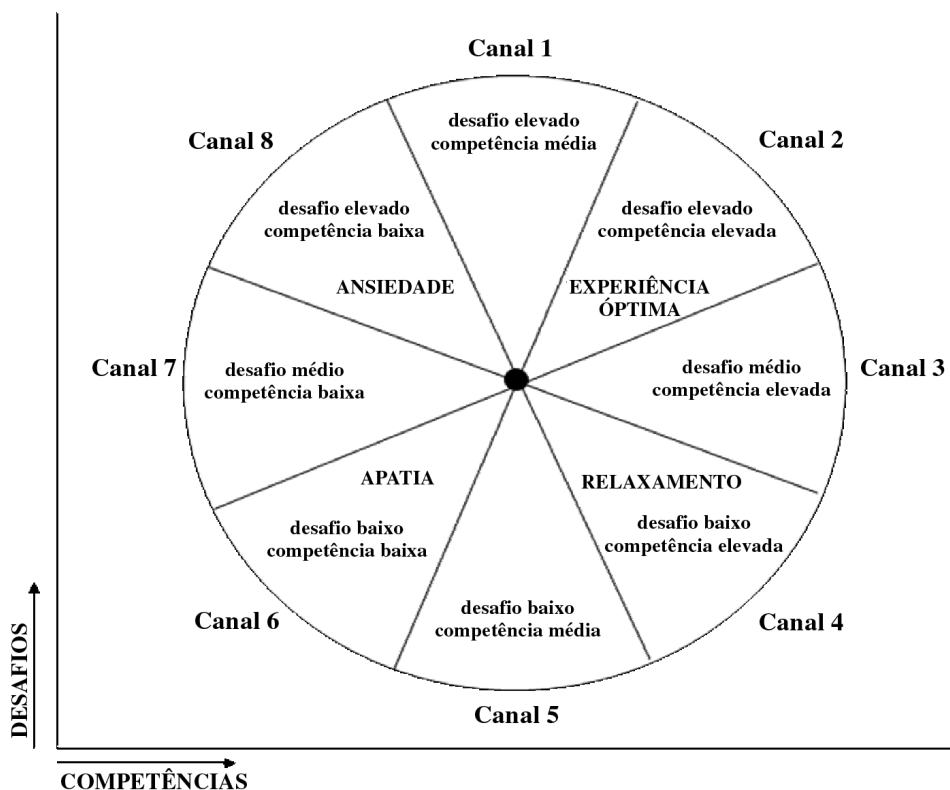 Canal 1
desafio elevado
competência média
Canal 2
desafio elevado
competência elevada
EXPERIÊNCIA
ÓPTIMA
Canal 3
desafio médio
competência elevada
Canal 4
RELAXAMENTO
desafio baixo
competência elevada
Canal 5
desafio baixo
competência média
Canal 6
APATIA
desafio baixo
competência baixa
Canal 7
desafio médio
competência baixa
Canal 8
desafio elevado
competência baixa
ANSIEDADE
DESAFIOS
COMPETÊNCIAS